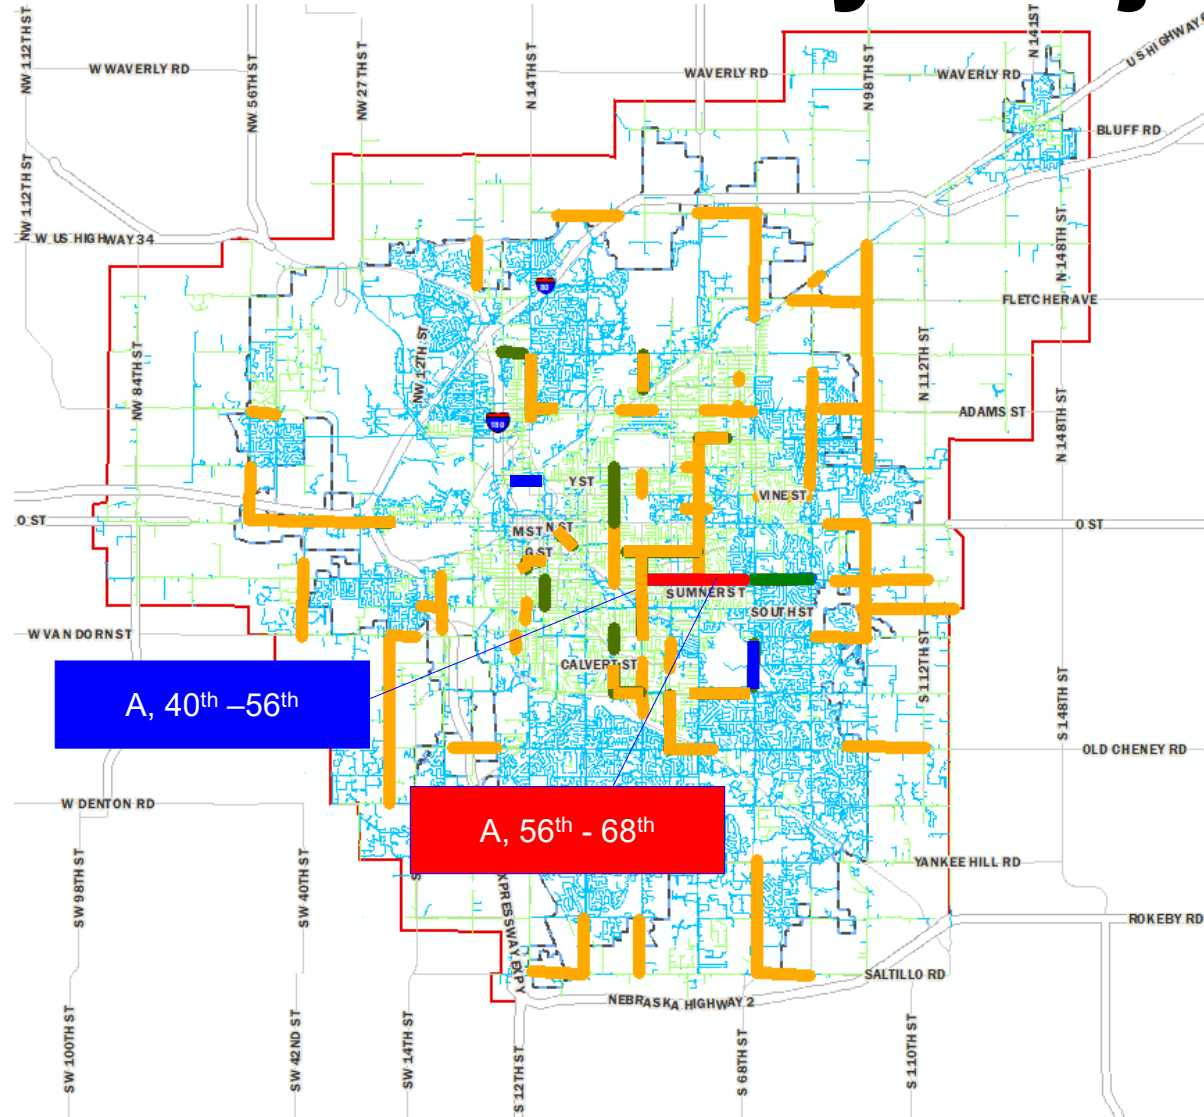 NW 112TH ST
W WAVERLY RD
NW 56TH ST
NW 27TH ST
N 14TH ST
WAVERLY RD
N 98TH ST
WAVERLY RD
N 141ST
US HIGHWAY
BLUFF RD
NW 112TH ST
W US HIGHWAY 34
N 148TH ST
80
FLETCHER AVE
NW 84TH ST
NW 12TH ST
N 112TH ST
ADAMS ST
N 148TH ST
180
Y ST
VINE ST
O ST
M ST
N ST
O ST
G ST
SUMNER ST
SOUTH ST
W VAN DORN ST
CALVERT ST
S 112TH ST
S 148TH ST
A, 40th –56th
OLD CHENEY RD
W DENTON RD
A, 56th - 68th
YANKEE HILL RD
SW 98TH ST
SW 40TH ST
S
XPRESSWAY EXPY
ROKEBY RD
SALTILLO RD
NEBRASKA HIGHWAY 2
SW 100TH ST
SW 42ND ST
SW 14TH ST
S 12TH ST
S 68TH ST
S 110TH ST